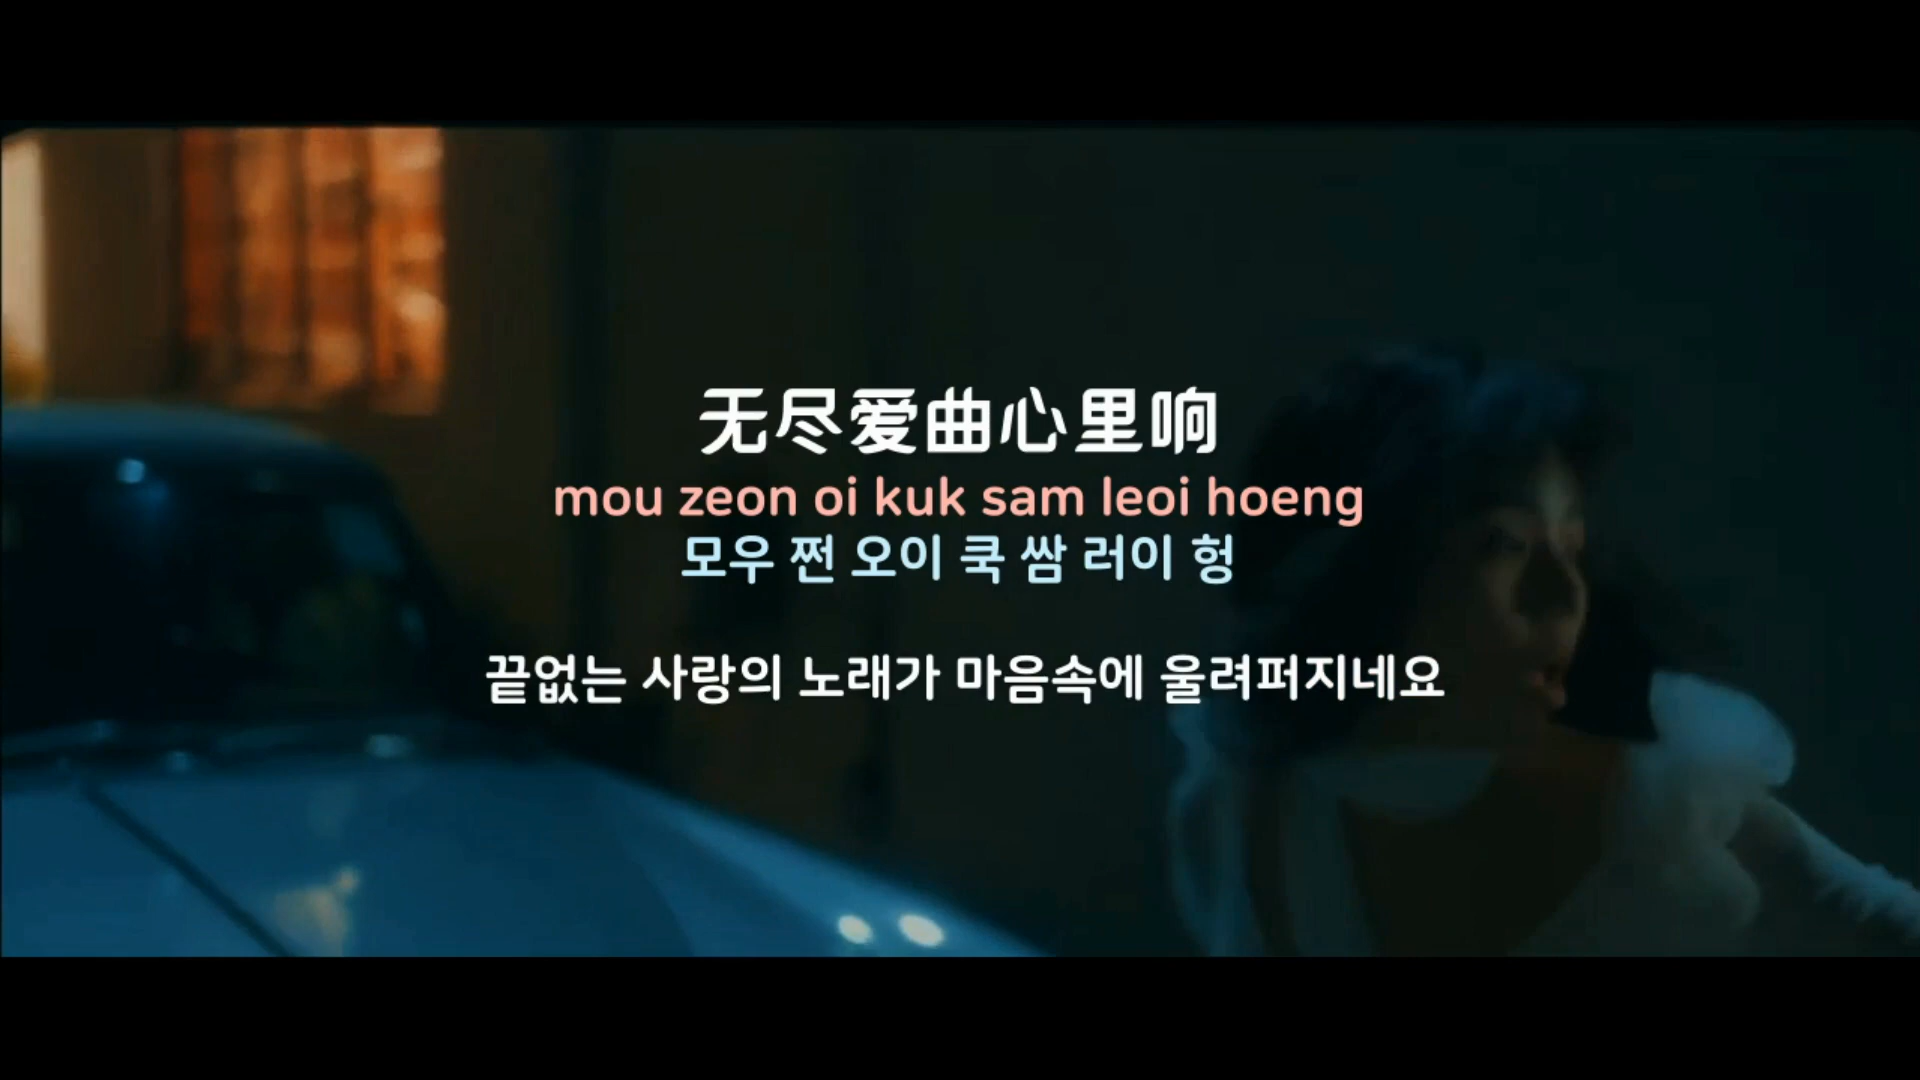 无尽爱曲心里响
mou zeon oi kuk sam leoi hoeng
모우 쩐 오이 쿡 쌈 러이 헝
끝없는 사랑의 노래가 마음속에 울려퍼지네요